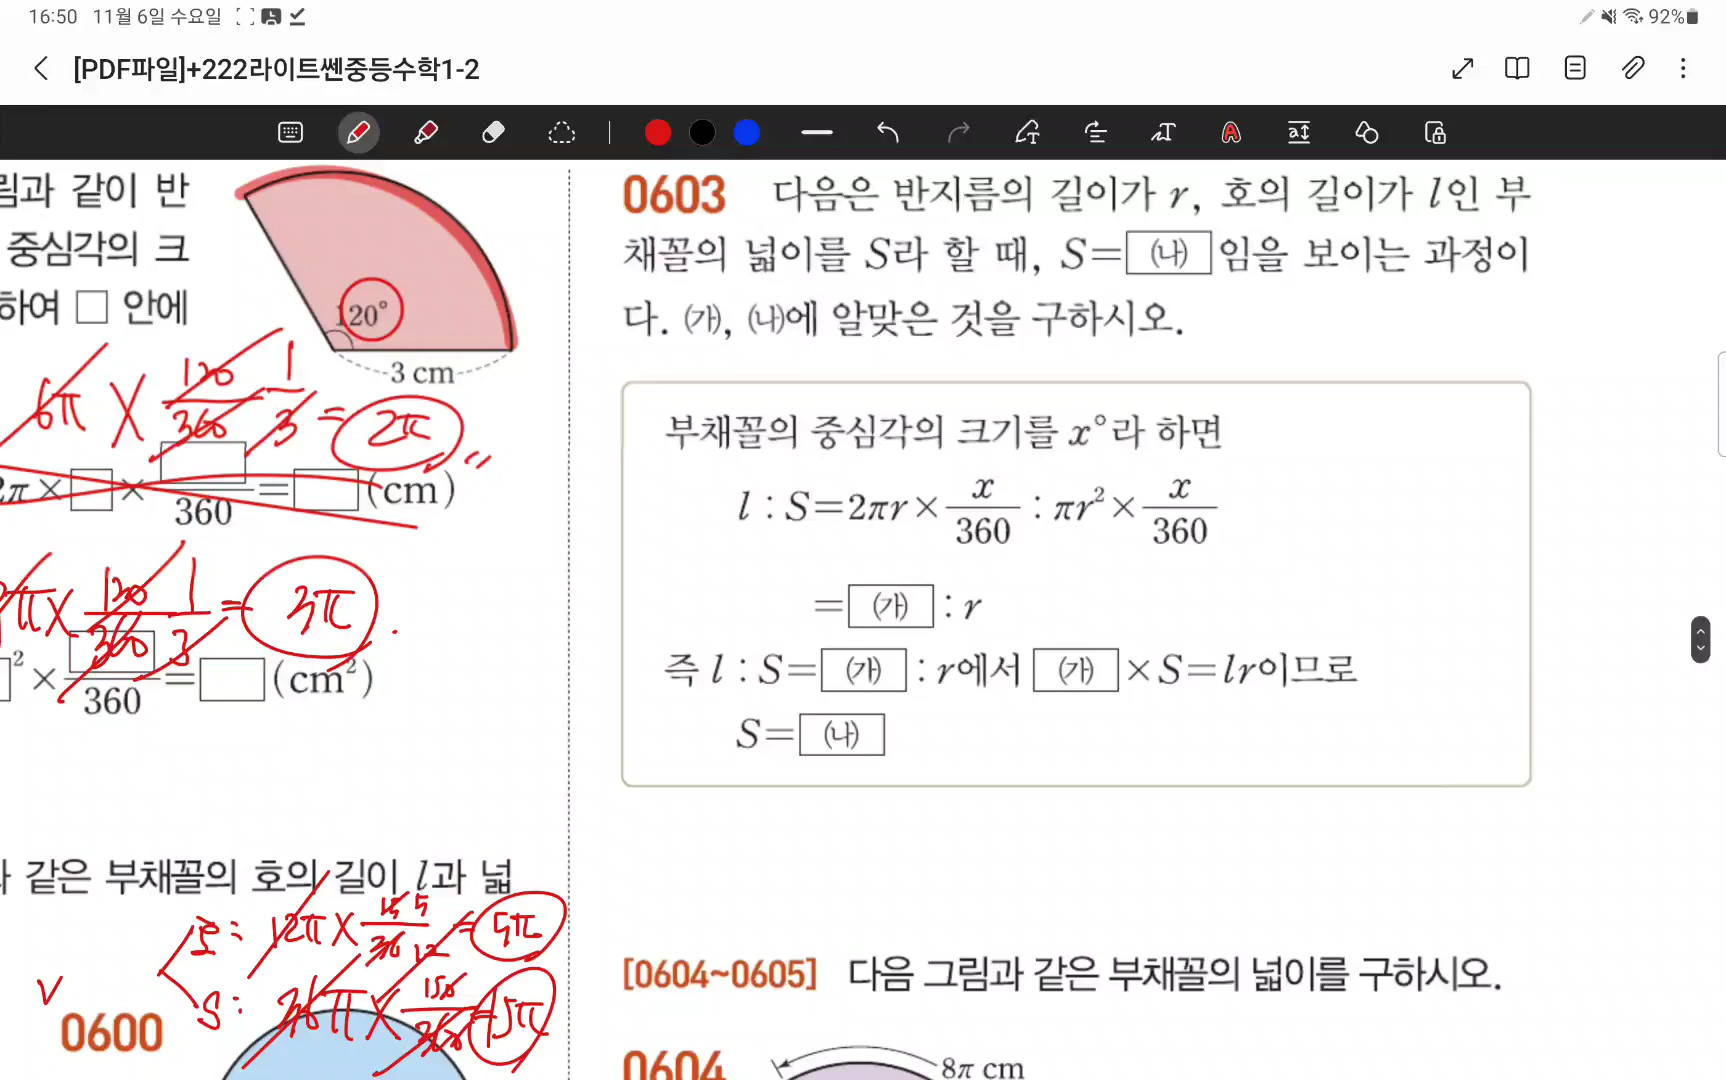 16:50 11월 6일 수요일
92%
[PDF파일]+222라이트쎈중등수학1-2
림과 같이 반
중심각의 크
하여 □ 안에
120°
3 cm
6π × 120/360 1/3 = 2π
2π × □ × □/360 = □ (cm)
π × 120/360 1/3 = 3π
□² × □/360 = □ (cm²)
같은 부채꼴의 호의 길이 l과 넓
12π × 5/12 = 5π
S: 36π × 150/360 = 15π
0600
0603 다음은 반지름의 길이가 r, 호의 길이가 l인 부
채꼴의 넓이를 S라 할 때, S= (나) 임을 보이는 과정이
다. (가), (나)에 알맞은 것을 구하시오.
부채꼴의 중심각의 크기를 x°라 하면
l : S=2πr× x/360 : πr²× x/360
= (가) : r
즉 l : S= (가) : r에서 (가) ×S=lr이므로
S= (나)
[0604~0605] 다음 그림과 같은 부채꼴의 넓이를 구하시오.
0604
8π cm